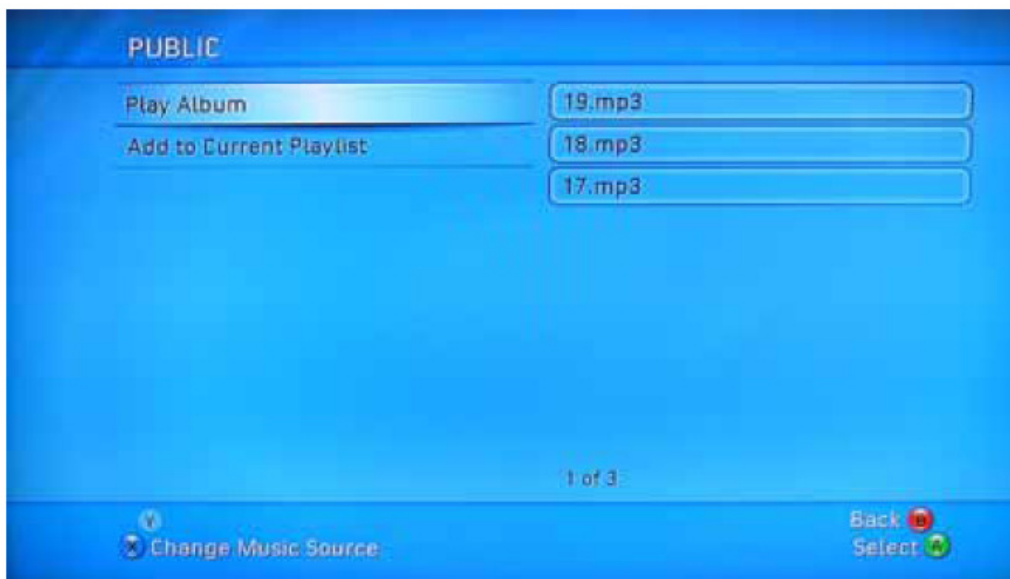 PUBLIC
Play Album
Add to Current Playlist
19.mp3
18.mp3
17.mp3
1 of 3
Y
X Change Music Source
Back B
Select A